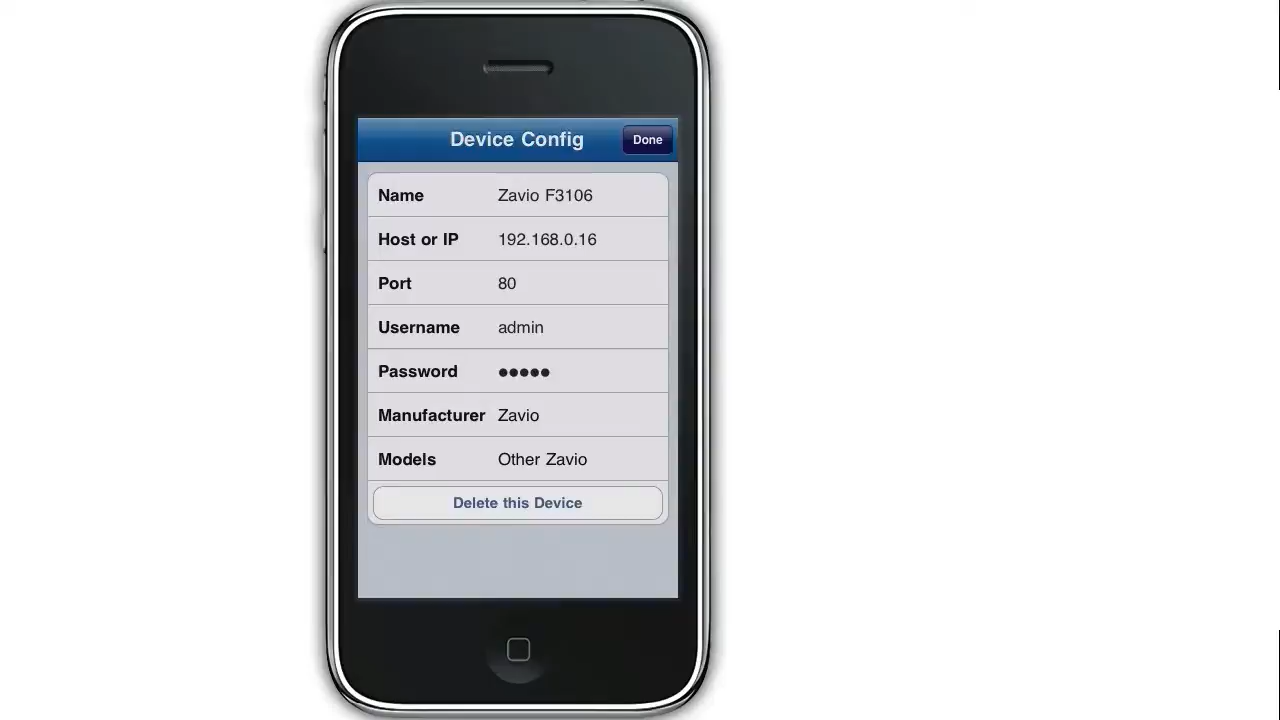 Device Config Done
Name Zavio F3106
Host or IP 192.168.0.16
Port 80
Username admin
Password ●●●●●
Manufacturer Zavio
Models Other Zavio
Delete this Device